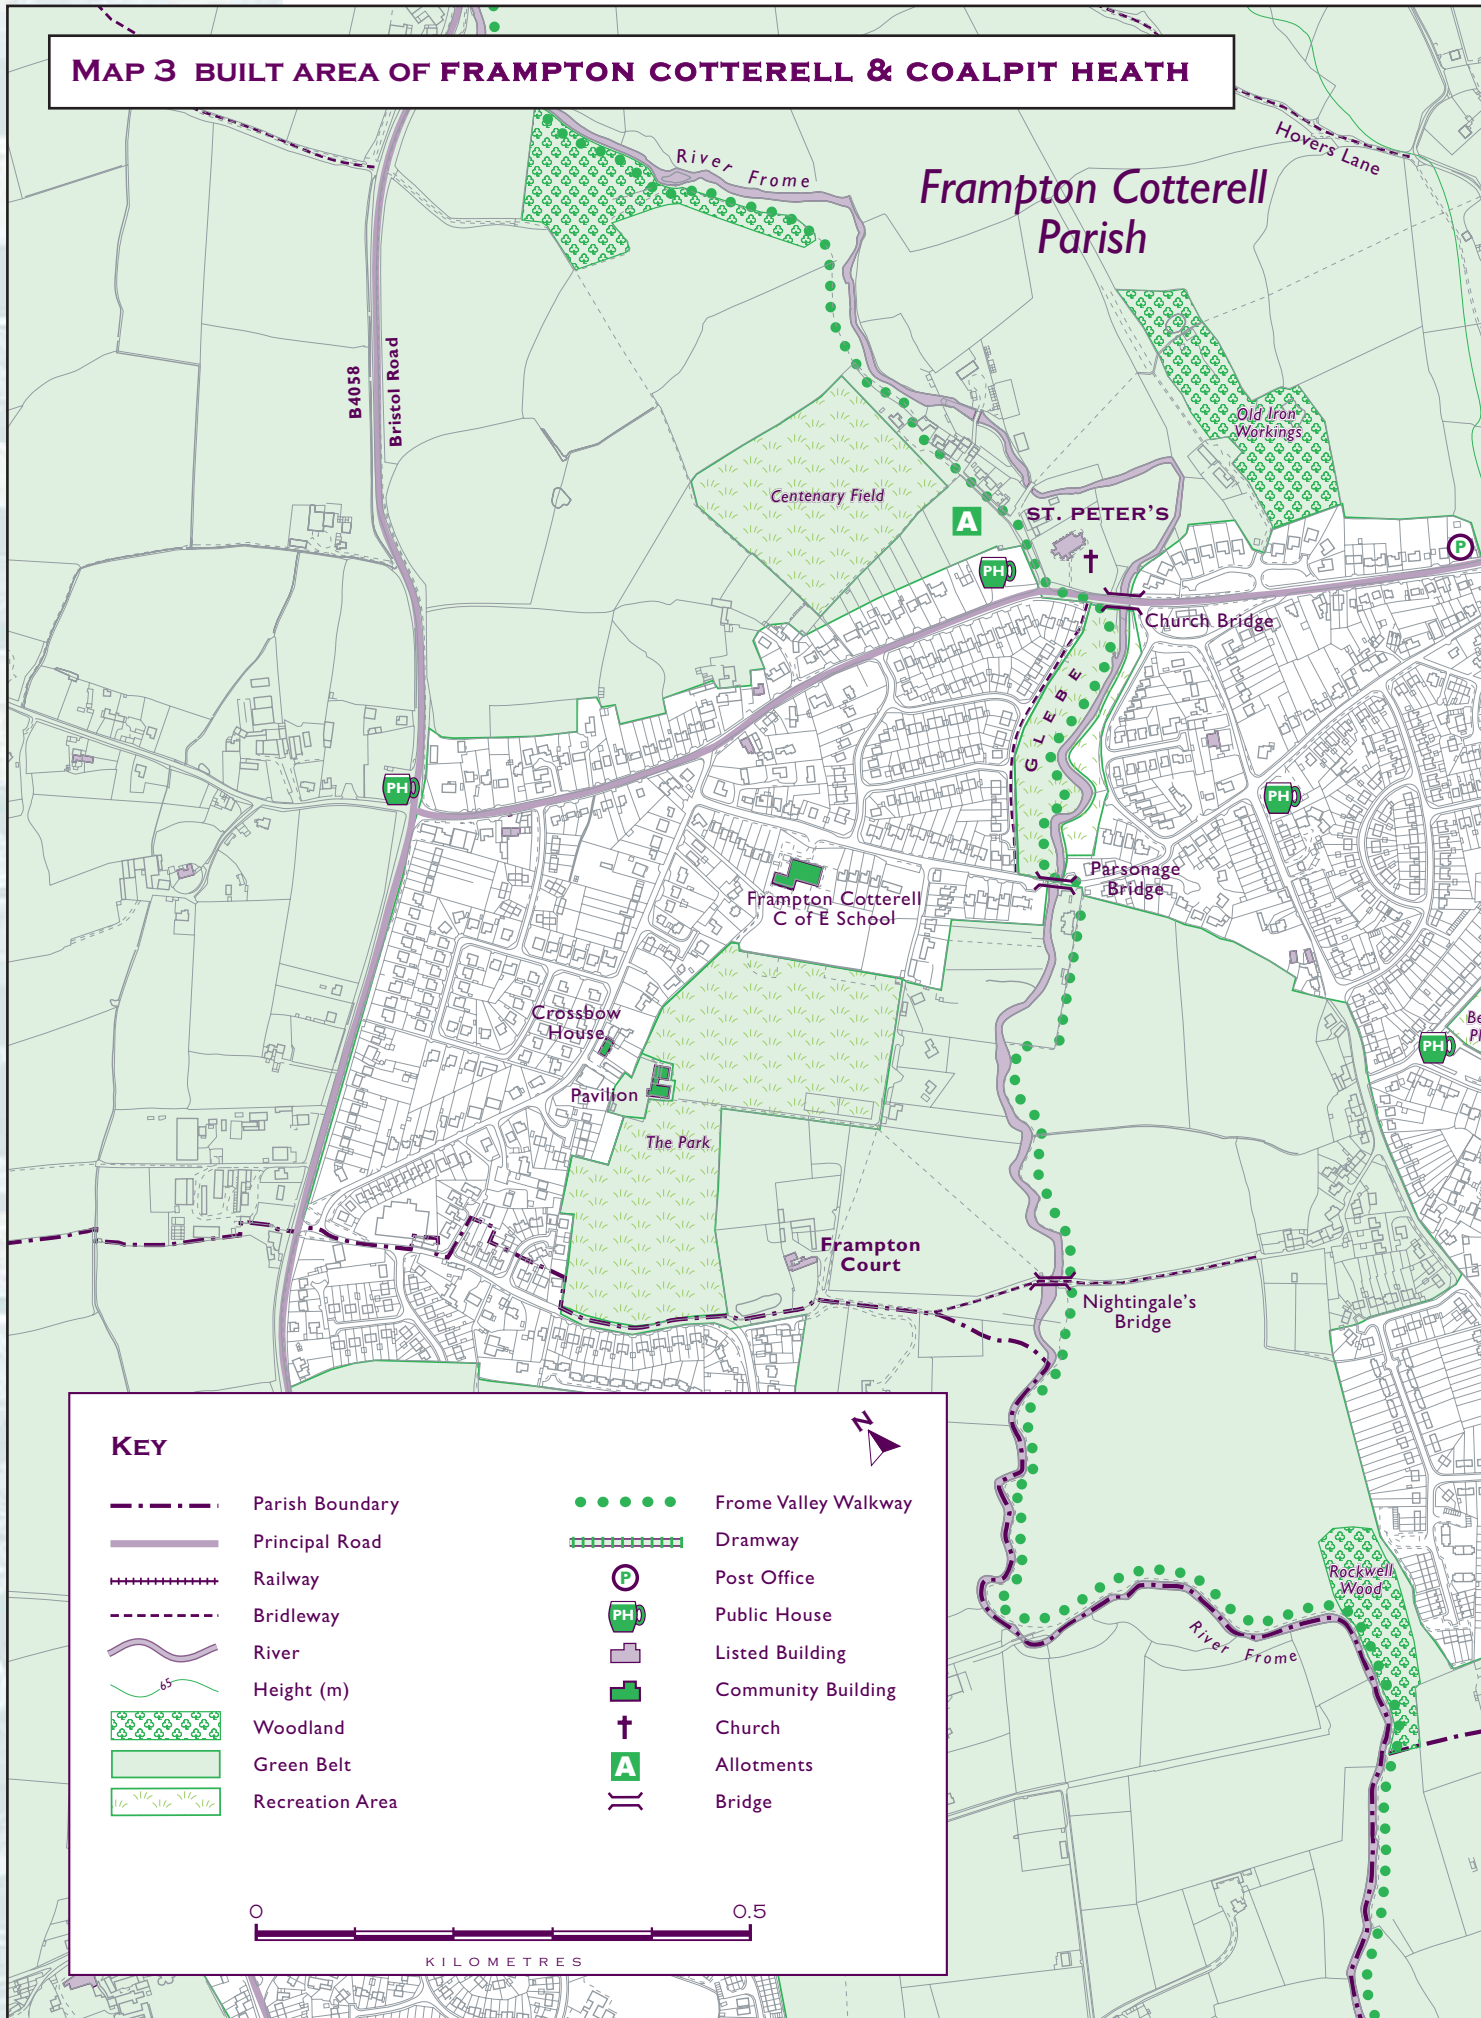 MAP 3 BUILT AREA OF FRAMPTON COTTERELL & COALPIT HEATH
Hovers Lane
River Frome
Frampton Cotterell
Parish
B4058
Bristol Road
Old Iron
Workings
Centenary Field
A
ST. PETER'S
P
PH
Church Bridge
GLEBE
PH
PH
Parsonage
Bridge
Frampton Cotterell
C of E School
Crossbow
House
Be
Pl
PH
Pavilion
The Park
Frampton
Court
Nightingale's
Bridge
Rockwell
Wood
River Frome
KEY
N
Parish Boundary
Principal Road
Railway
Bridleway
River
65
Height (m)
Woodland
Green Belt
Recreation Area
Frome Valley Walkway
Dramway
P
Post Office
PH
Public House
Listed Building
Community Building
Church
A
Allotments
Bridge
0
0.5
KILOMETRES